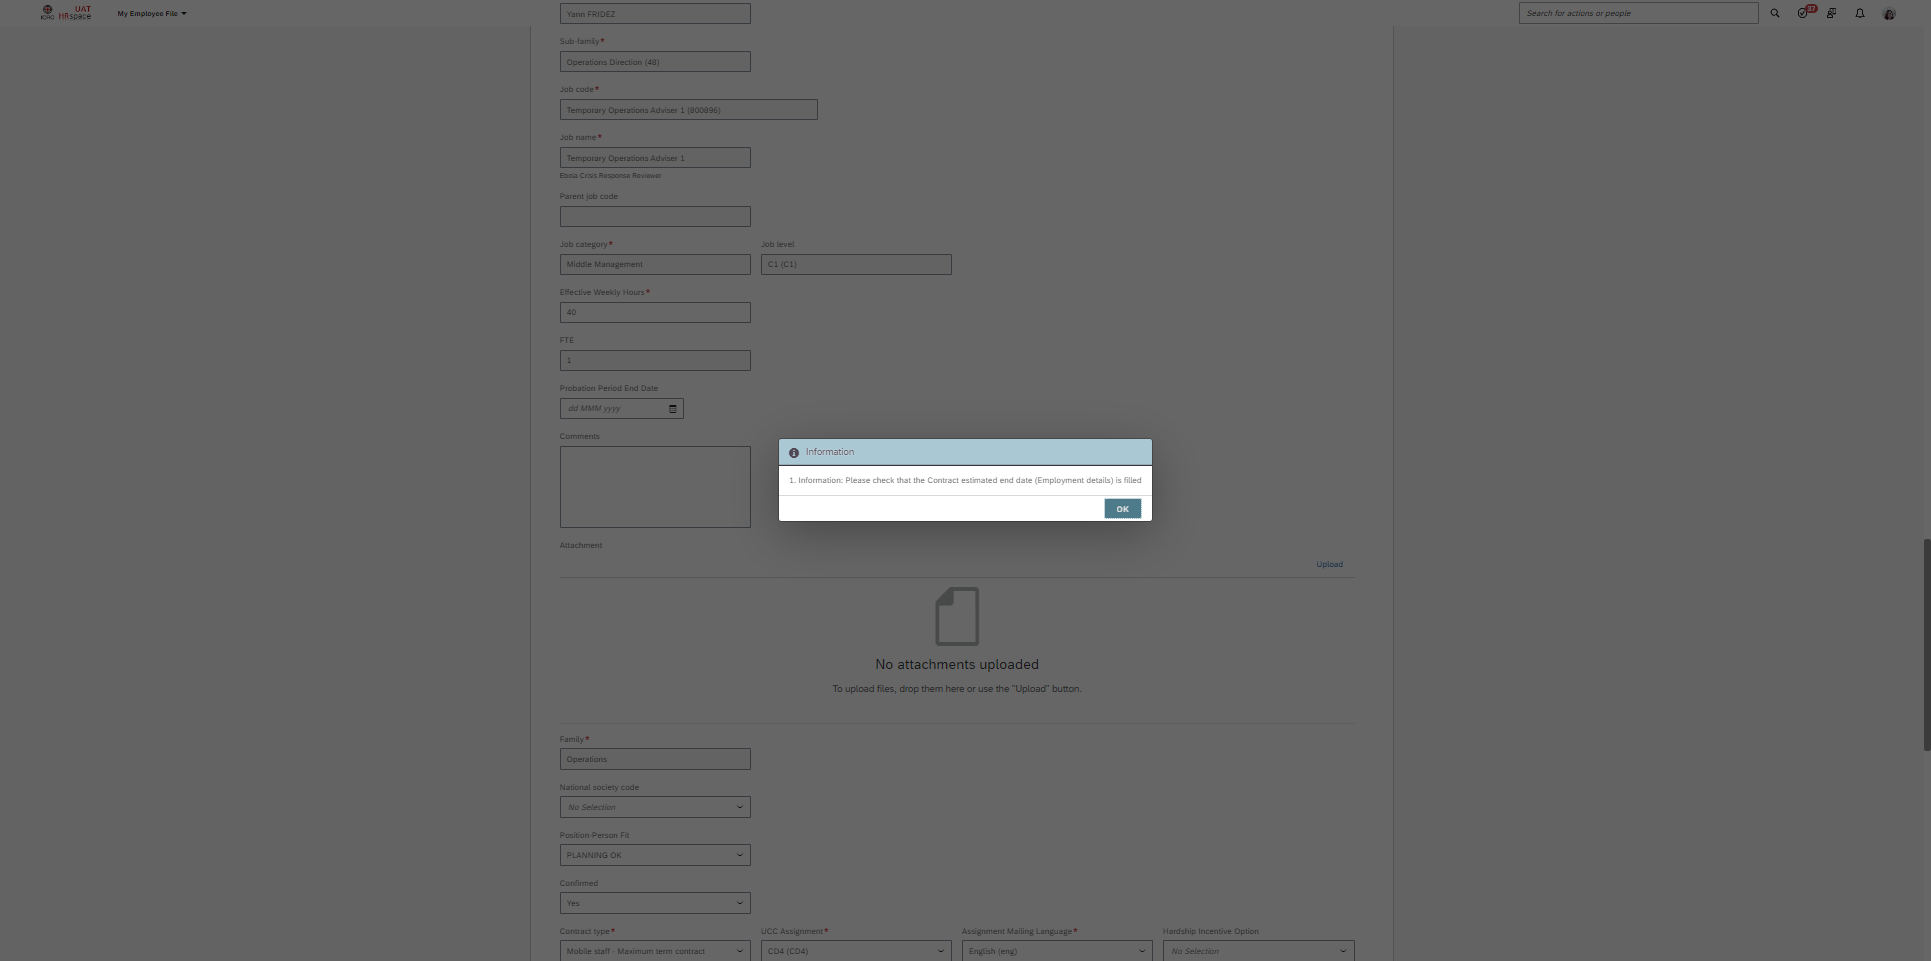 ICRC
UAT
HRspace
My Employee File
Search for actions or people
37
Yann FRIDEZ
Sub-family*
Operations Direction (48)
Job code*
Temporary Operations Adviser 1 (800896)
Job name*
Temporary Operations Adviser 1
Ebola Crisis Response Reviewer
Parent job code
Job category*
Job level
Middle Management
C1 (C1)
Effective Weekly Hours*
40
FTE
1
Probation Period End Date
dd MMM yyyy
Comments
Information
1. Information: Please check that the Contract estimated end date (Employment details) is filled
OK
Attachment
Upload
No attachments uploaded
To upload files, drop them here or use the "Upload" button.
Family*
Operations
National society code
No Selection
Position-Person Fit
PLANNING OK
Confirmed
Yes
Contract type*
UCC Assignment*
Assignment Mailing Language*
Hardship Incentive Option
Mobile staff - Maximum term contract
CD4 (CD4)
English (eng)
No Selection